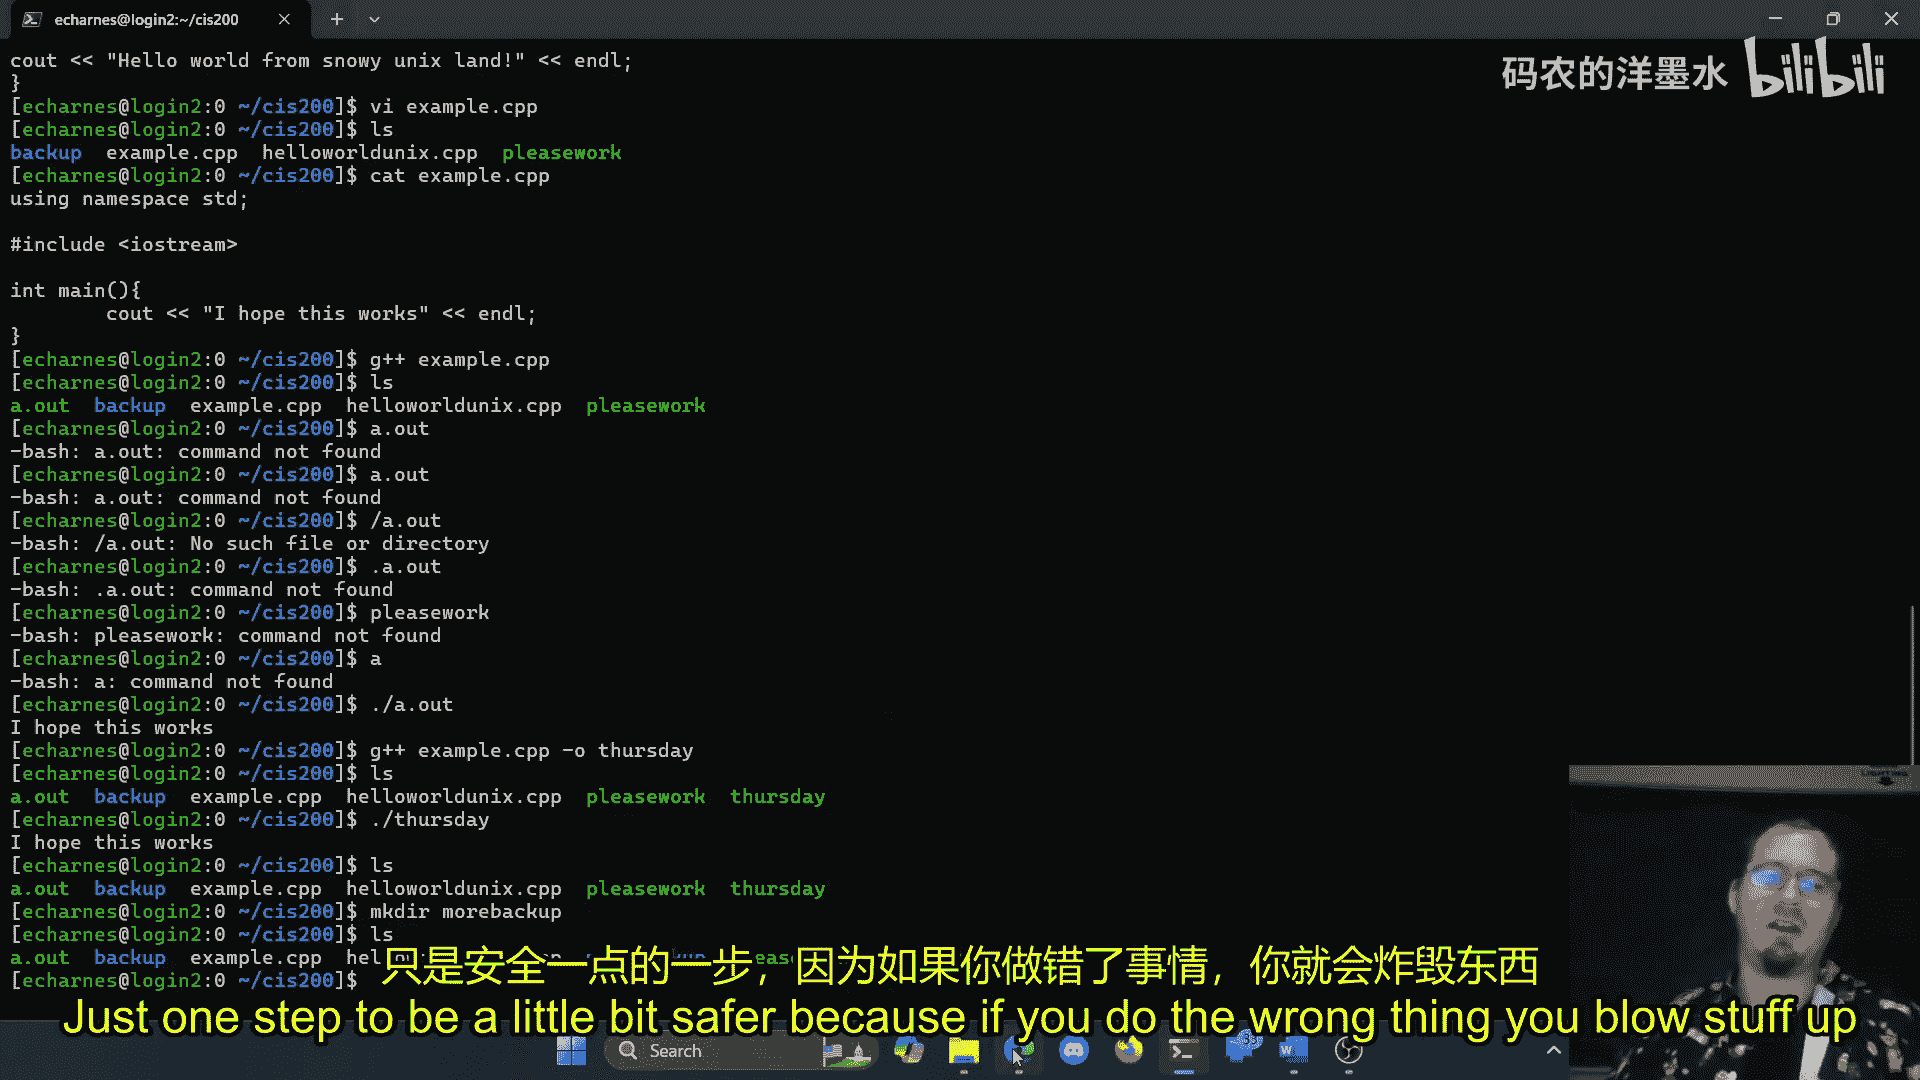 echarnes@login2:~/cis200
cout << "Hello world from snowy unix land!" << endl;
}
[echarnes@login2:0 ~/cis200]$ vi example.cpp
[echarnes@login2:0 ~/cis200]$ ls
backup  example.cpp  helloworldunix.cpp  pleasework
[echarnes@login2:0 ~/cis200]$ cat example.cpp
using namespace std;
#include <iostream>
int main(){
        cout << "I hope this works" << endl;
}
[echarnes@login2:0 ~/cis200]$ g++ example.cpp
[echarnes@login2:0 ~/cis200]$ ls
a.out  backup  example.cpp  helloworldunix.cpp  pleasework
[echarnes@login2:0 ~/cis200]$ a.out
-bash: a.out: command not found
[echarnes@login2:0 ~/cis200]$ a.out
-bash: a.out: command not found
[echarnes@login2:0 ~/cis200]$ /a.out
-bash: /a.out: No such file or directory
[echarnes@login2:0 ~/cis200]$ .a.out
-bash: .a.out: command not found
[echarnes@login2:0 ~/cis200]$ pleasework
-bash: pleasework: command not found
[echarnes@login2:0 ~/cis200]$ a
-bash: a: command not found
[echarnes@login2:0 ~/cis200]$ ./a.out
I hope this works
[echarnes@login2:0 ~/cis200]$ g++ example.cpp -o thursday
[echarnes@login2:0 ~/cis200]$ ls
a.out  backup  example.cpp  helloworldunix.cpp  pleasework  thursday
[echarnes@login2:0 ~/cis200]$ ./thursday
I hope this works
[echarnes@login2:0 ~/cis200]$ ls
a.out  backup  example.cpp  helloworldunix.cpp  pleasework  thursday
[echarnes@login2:0 ~/cis200]$ mkdir morebackup
[echarnes@login2:0 ~/cis200]$ ls
a.out  backup  example.cpp
[echarnes@login2:0 ~/cis200]$
码农的洋墨水 bilibili
只是安全一点的一步，因为如果你做错了事情，你就会炸毁东西
Just one step to be a little bit safer because if you do the wrong thing you blow stuff up
Search